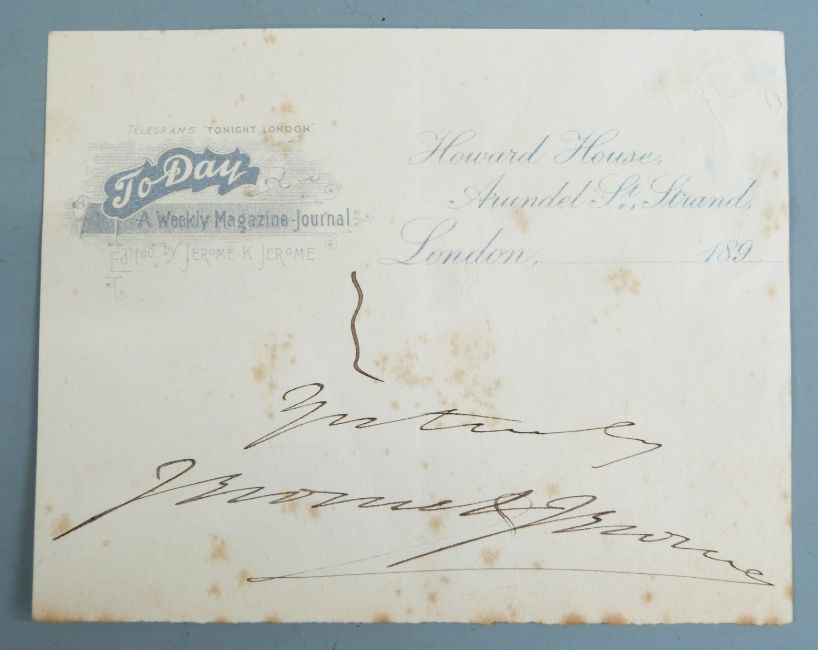 TELEGRAMS "TONIGHT LONDON"
To Day
A Weekly Magazine-Journal
Edited by JEROME·K·JEROME.
Howard House,
Arundel St., Strand,
London, 189
Yrs truly
Jerome K Jerome